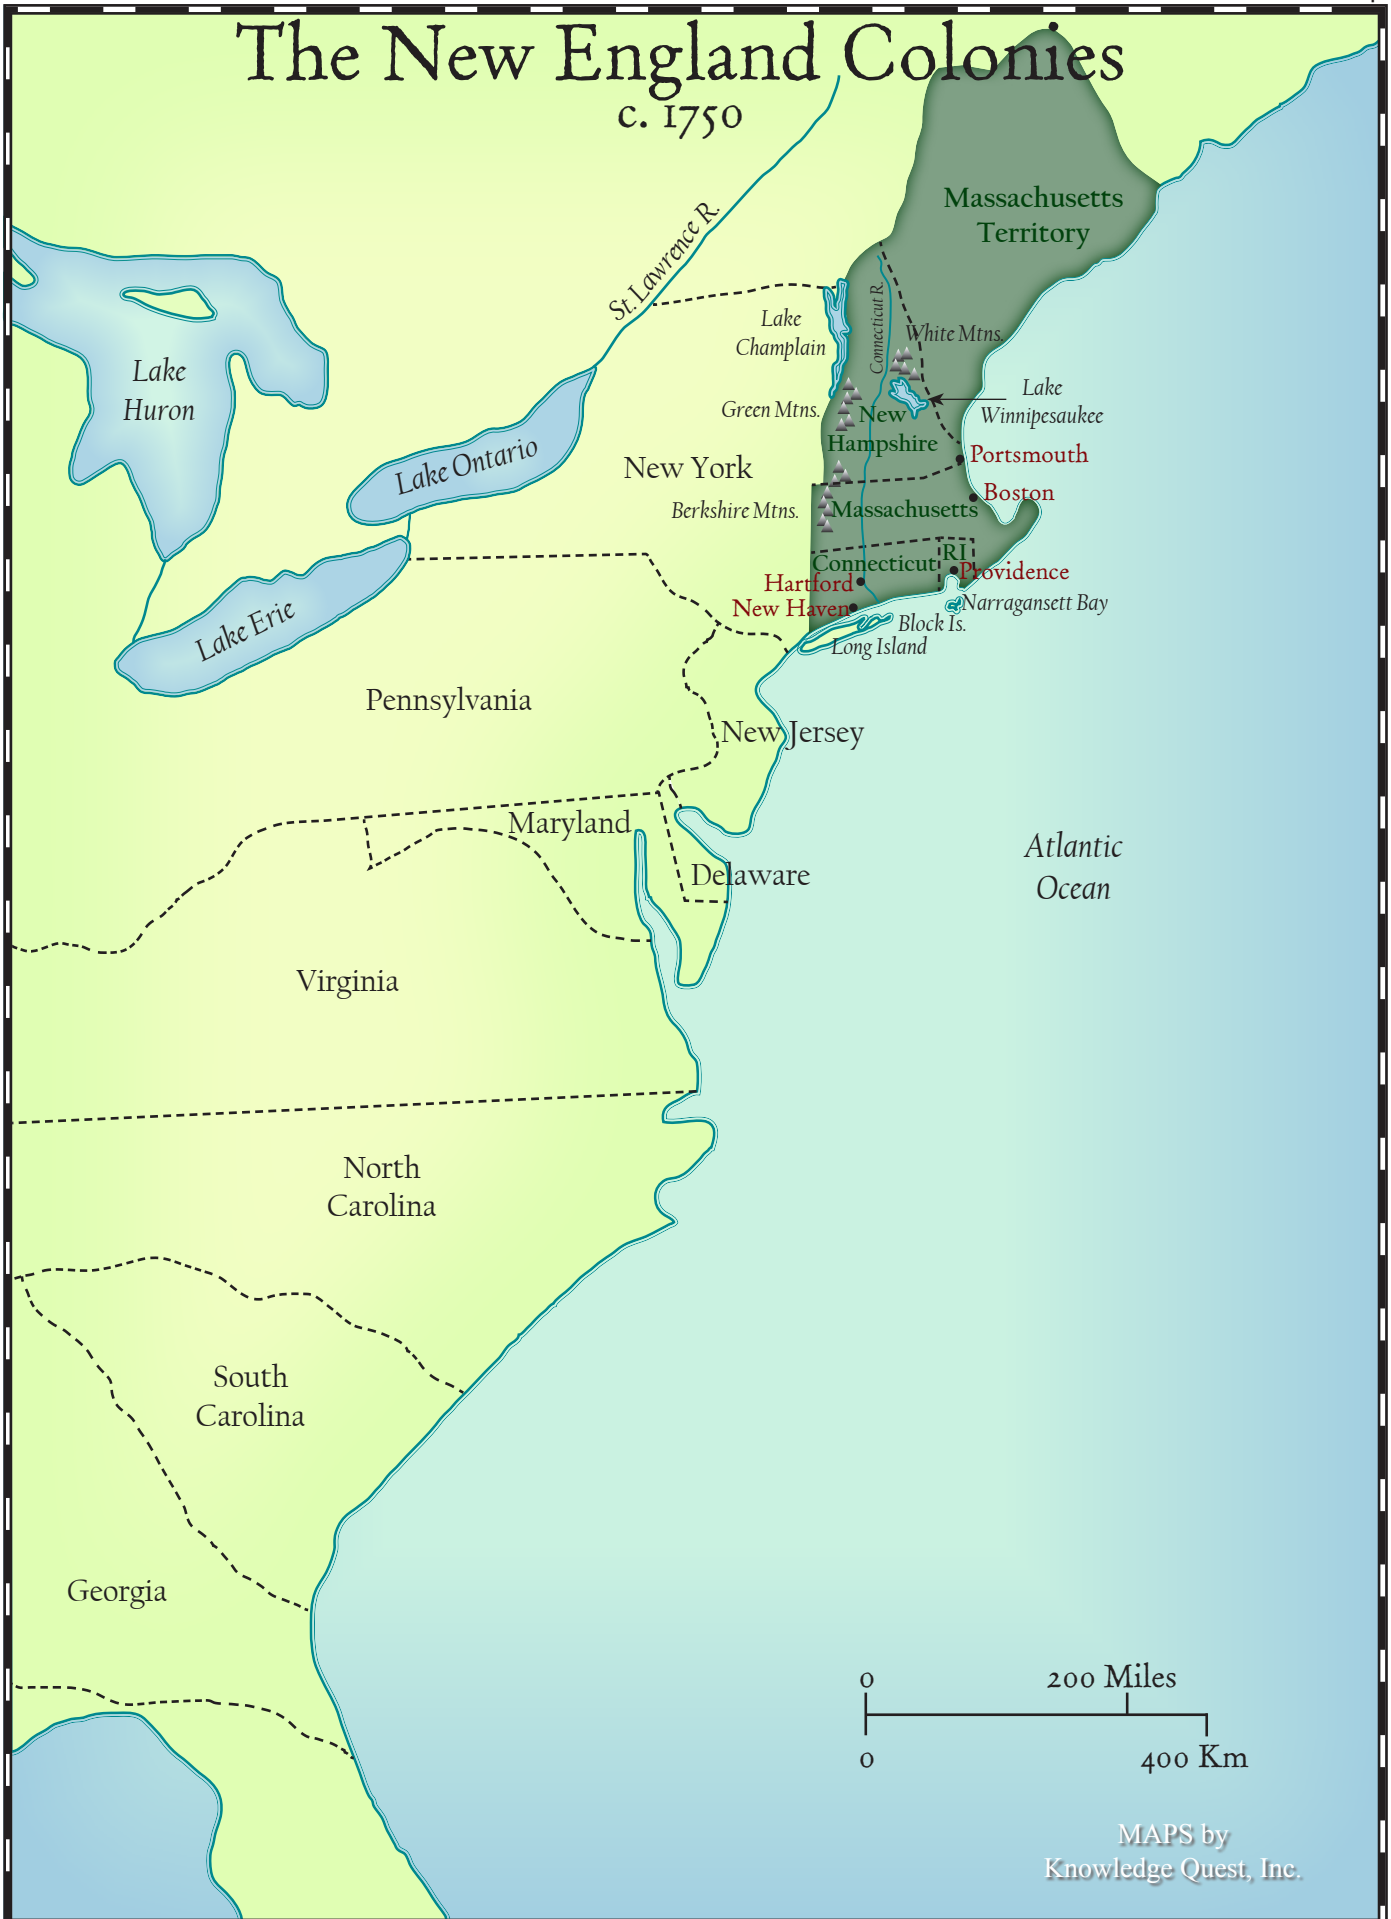 The New England Colonies
c. 1750
Massachusetts
Territory
St. Lawrence R.
Lake
Champlain
Connecticut R.
White Mtns.
Lake
Huron
Lake
Winnipesaukee
Green Mtns.
New
Hampshire
Lake Ontario
New York
Portsmouth
Boston
Berkshire Mtns.
Massachusetts
RI
Connecticut
Providence
Hartford
New Haven
Narragansett Bay
Block Is.
Long Island
Lake Erie
Pennsylvania
New Jersey
Maryland
Delaware
Atlantic
Ocean
Virginia
North
Carolina
South
Carolina
Georgia
0 200 Miles
0 400 Km
MAPS by
Knowledge Quest, Inc.